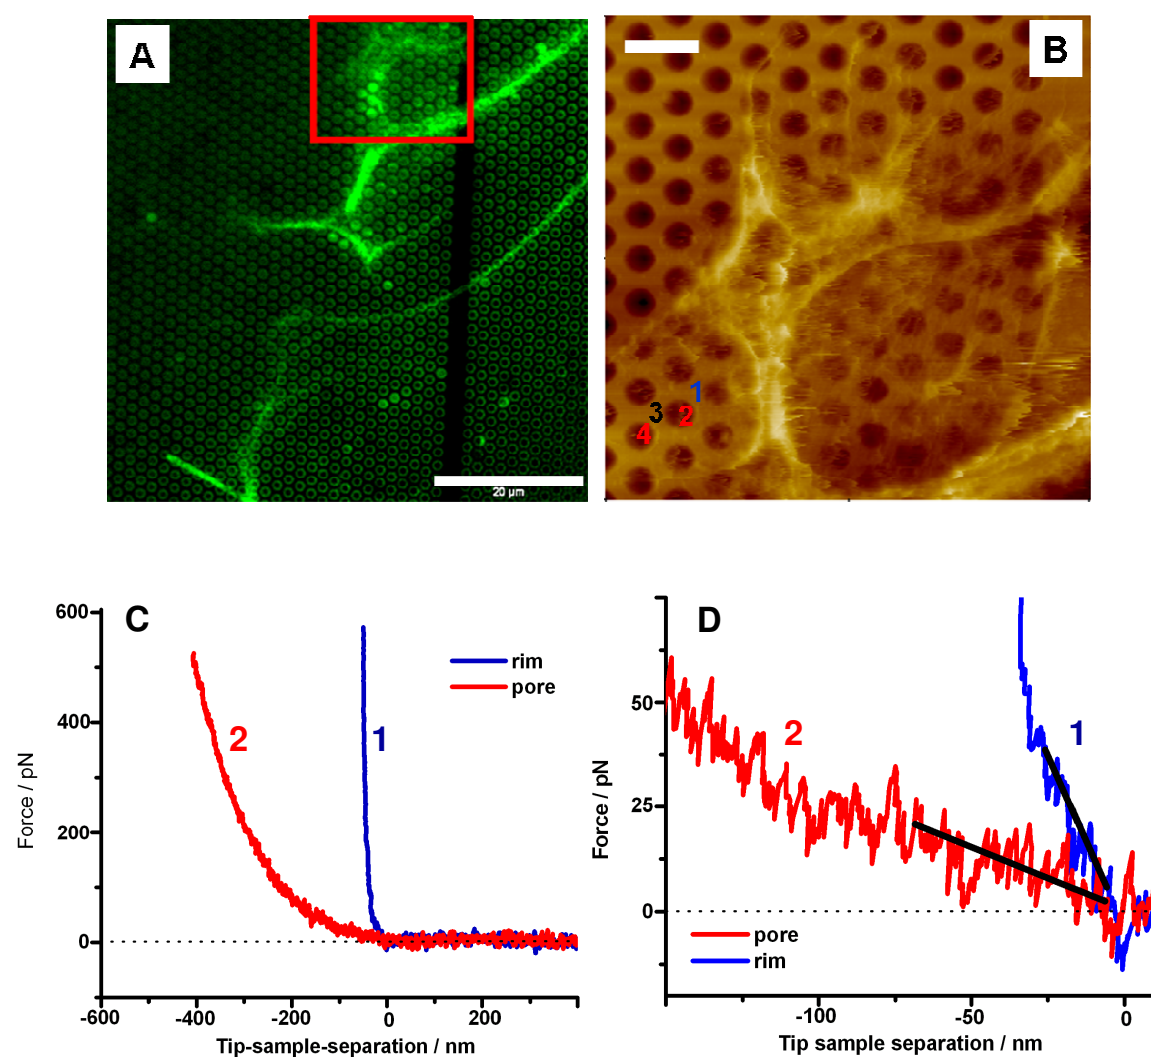 A
B
20 µm
1
3
2
4
C
D
600
400
200
0
-600
-400
-200
0
200
Force / pN
Tip-sample-separation / nm
rim
pore
2
1
50
25
0
-100
-50
0
Force / pN
Tip sample separation / nm
2
1
pore
rim